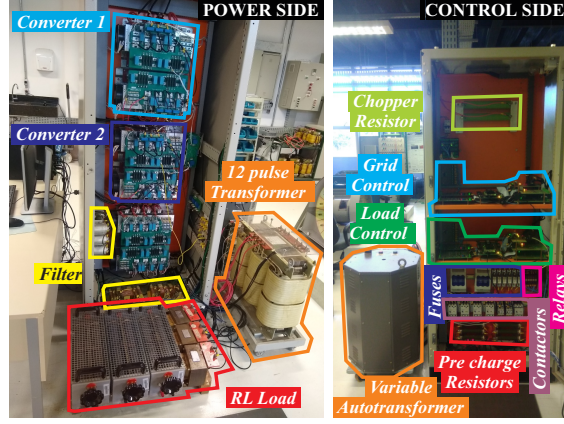 POWER SIDE
Converter 1
Converter 2
12 pulse
Transformer
Filter
RL Load
CONTROL SIDE
Chopper
Resistor
Grid
Control
Load
Control
Fuses
Relays
Contactors
Pre charge
Resistors
Variable
Autotransformer